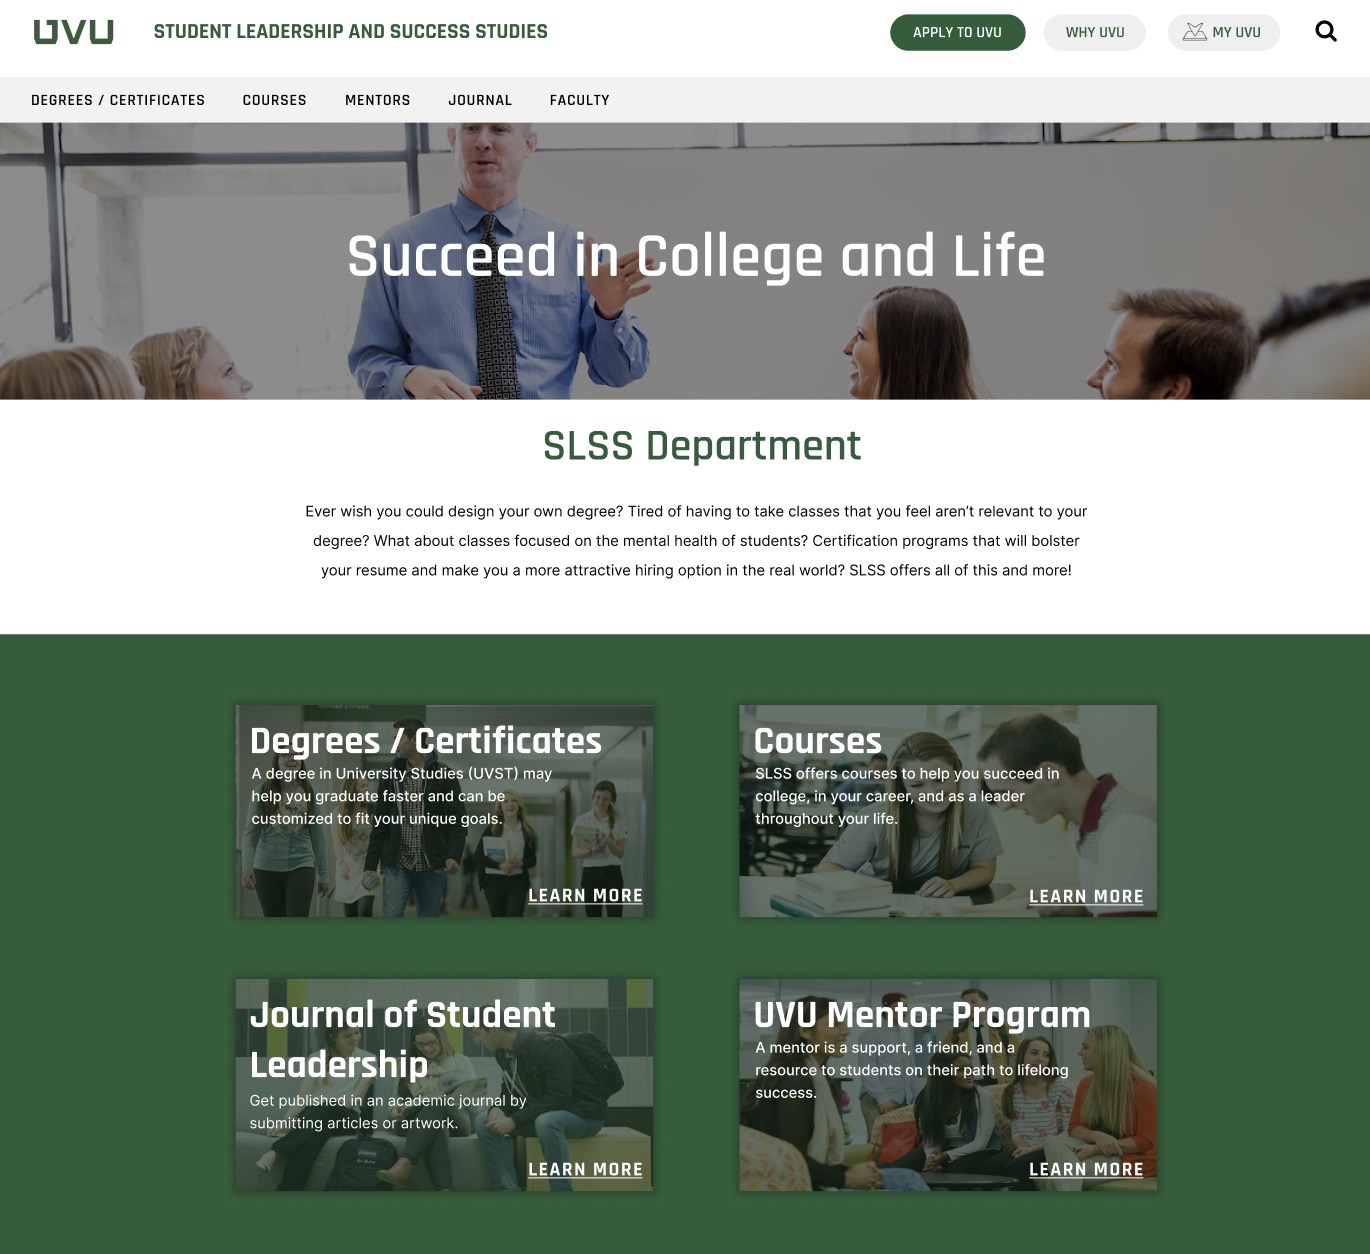 UVU
STUDENT LEADERSHIP AND SUCCESS STUDIES
APPLY TO UVU
WHY UVU
MY UVU
DEGREES / CERTIFICATES
COURSES
MENTORS
JOURNAL
FACULTY
Succeed in College and Life
SLSS Department
Ever wish you could design your own degree? Tired of having to take classes that you feel aren’t relevant to your
degree? What about classes focused on the mental health of students? Certification programs that will bolster
your resume and make you a more attractive hiring option in the real world? SLSS offers all of this and more!
Degrees / Certificates
A degree in University Studies (UVST) may
help you graduate faster and can be
customized to fit your unique goals.
LEARN MORE
Courses
SLSS offers courses to help you succeed in
college, in your career, and as a leader
throughout your life.
LEARN MORE
Journal of Student
Leadership
Get published in an academic journal by
submitting articles or artwork.
LEARN MORE
UVU Mentor Program
A mentor is a support, a friend, and a
resource to students on their path to lifelong
success.
LEARN MORE